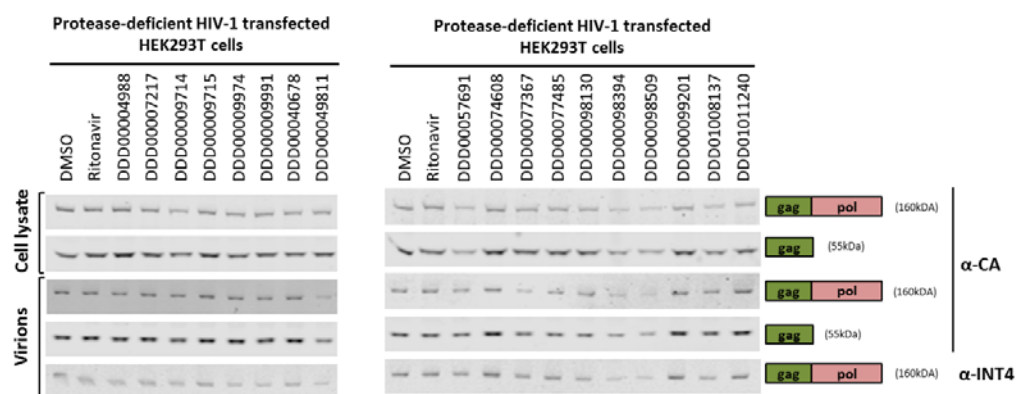 Protease-deficient HIV-1 transfected
HEK293T cells
Protease-deficient HIV-1 transfected
HEK293T cells
DMSO
Ritonavir
DDD00004988
DDD00007217
DDD00009714
DDD00009715
DDD00009974
DDD00009991
DDD00040678
DDD00049811
DMSO
Ritonavir
DDD00057691
DDD00074608
DDD00077367
DDD00077485
DDD00098130
DDD00098394
DDD00098509
DDD00099201
DDD01008137
DDD01011240
Cell lysate
Virions
gag pol (160kDA)
gag (55kDa)
gag pol (160kDA)
gag (55kDa)
gag pol (160kDA)
α-CA
α-INT4